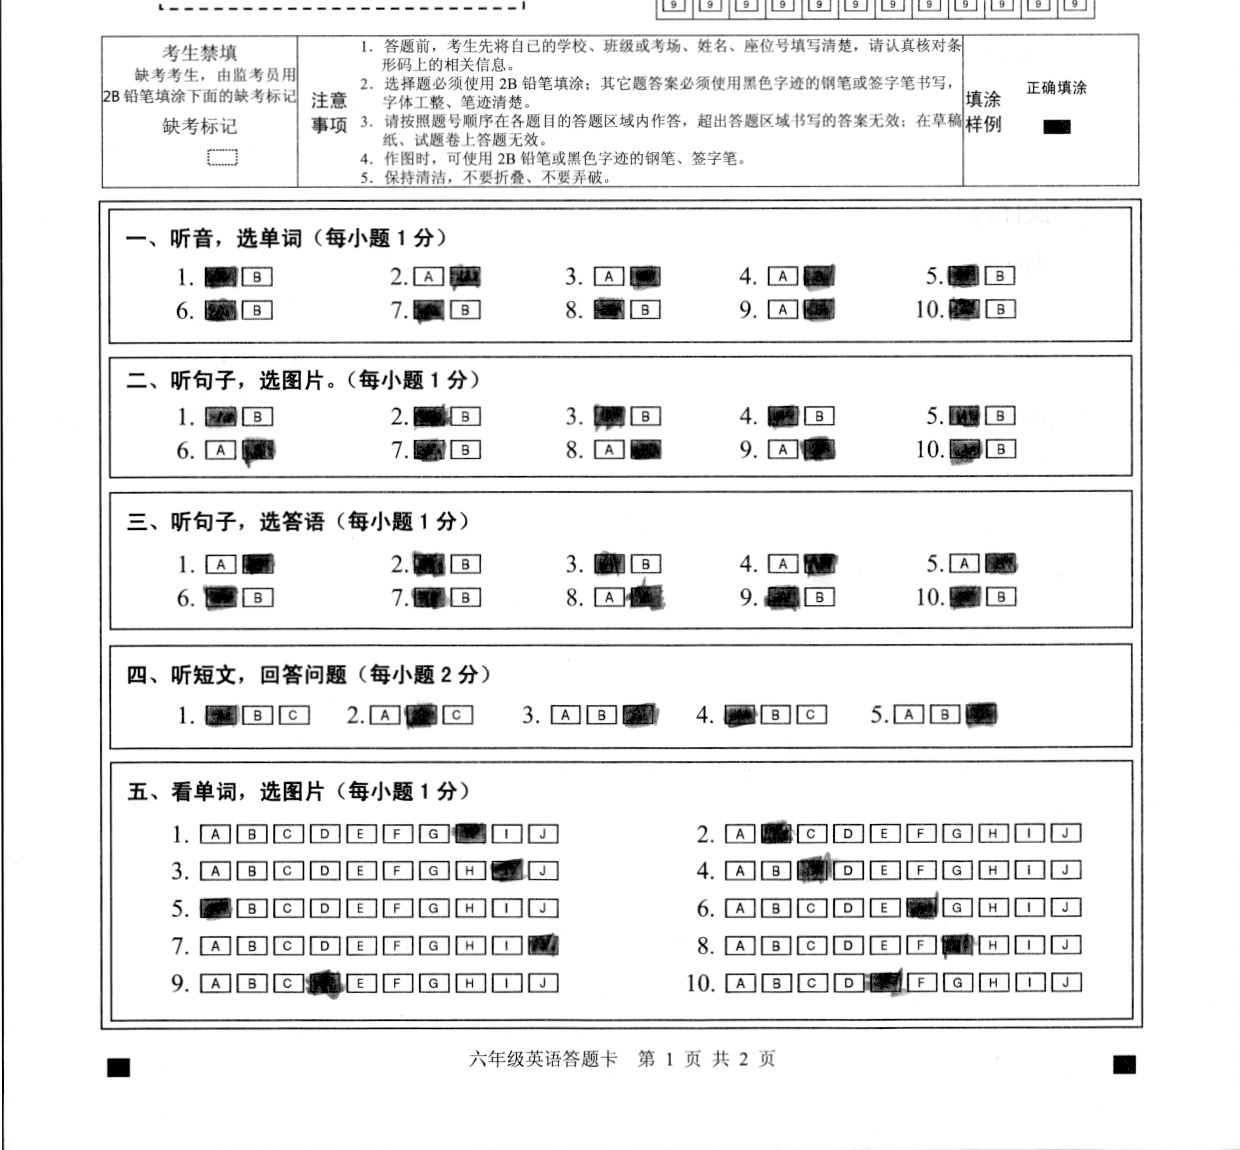 9 9 9 9 9 9 9 9 9 9 9 9
考生禁填
缺考考生，由监考员用
2B 铅笔填涂下面的缺考标记
缺考标记
注意
事项
1. 答题前，考生先将自己的学校、班级或考场、姓名、座位号填写清楚，请认真核对条
形码上的相关信息。
2. 选择题必须使用 2B 铅笔填涂；其它题答案必须使用黑色字迹的钢笔或签字笔书写，
字体工整、笔迹清楚。
3. 请按照题号顺序在各题目的答题区域内作答，超出答题区域书写的答案无效；在草稿
纸、试题卷上答题无效。
4. 作图时，可使用 2B 铅笔或黑色字迹的钢笔、签字笔。
5. 保持清洁，不要折叠、不要弄破。
填涂
样例
正确填涂
一、听音，选单词（每小题 1 分）
1. B 2. A 3. A 4. A 5. B
6. B 7. B 8. B 9. A 10. B
二、听句子，选图片。（每小题 1 分）
1. B 2. B 3. B 4. B 5. B
6. A 7. B 8. A 9. A 10. B
三、听句子，选答语（每小题 1 分）
1. A 2. B 3. B 4. A 5. A
6. B 7. B 8. A 9. B 10. B
四、听短文，回答问题（每小题 2 分）
1. B C 2. A C 3. A B 4. B C 5. A B
五、看单词，选图片（每小题 1 分）
1. A B C D E F G I J 2. A C D E F G H I J
3. A B C D E F G H J 4. A B D E F G H I J
5. B C D E F G H I J 6. A B C D E G H I J
7. A B C D E F G H I 8. A B C D E F H I J
9. A B C E F G H I J 10. A B C D F G H I J
六年级英语答题卡 第 1 页 共 2 页